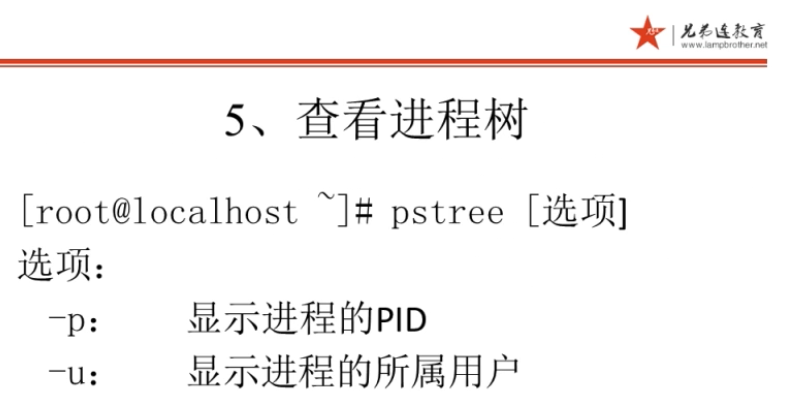 兄弟连教育
www.lampbrother.net
5、查看进程树
[root@localhost ~]# pstree [选项]
选项：
-p： 显示进程的PID
-u： 显示进程的所属用户